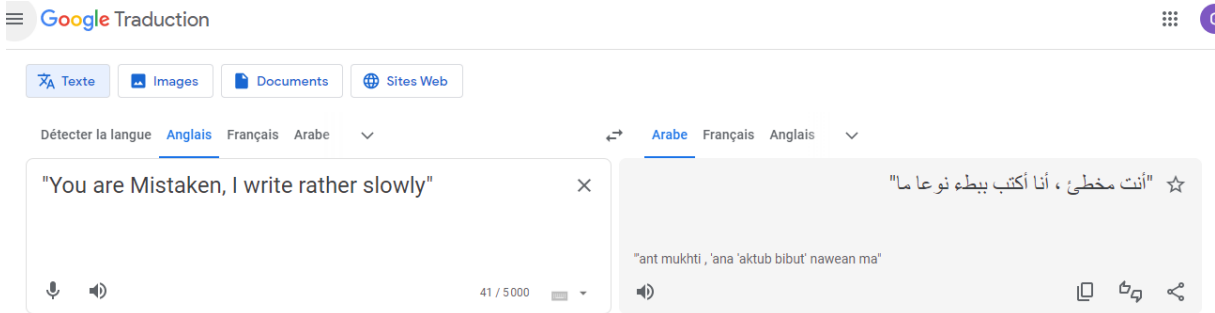 Google Traduction
Texte
Images
Documents
Sites Web
Détecter la langue Anglais Français Arabe
Arabe Français Anglais
"You are Mistaken, I write rather slowly"
"أنت مخطئ ، أنا أكتب ببطء نوعا ما"
"'ant mukhti , 'ana 'aktub bibut' nawean ma"
41 / 5000